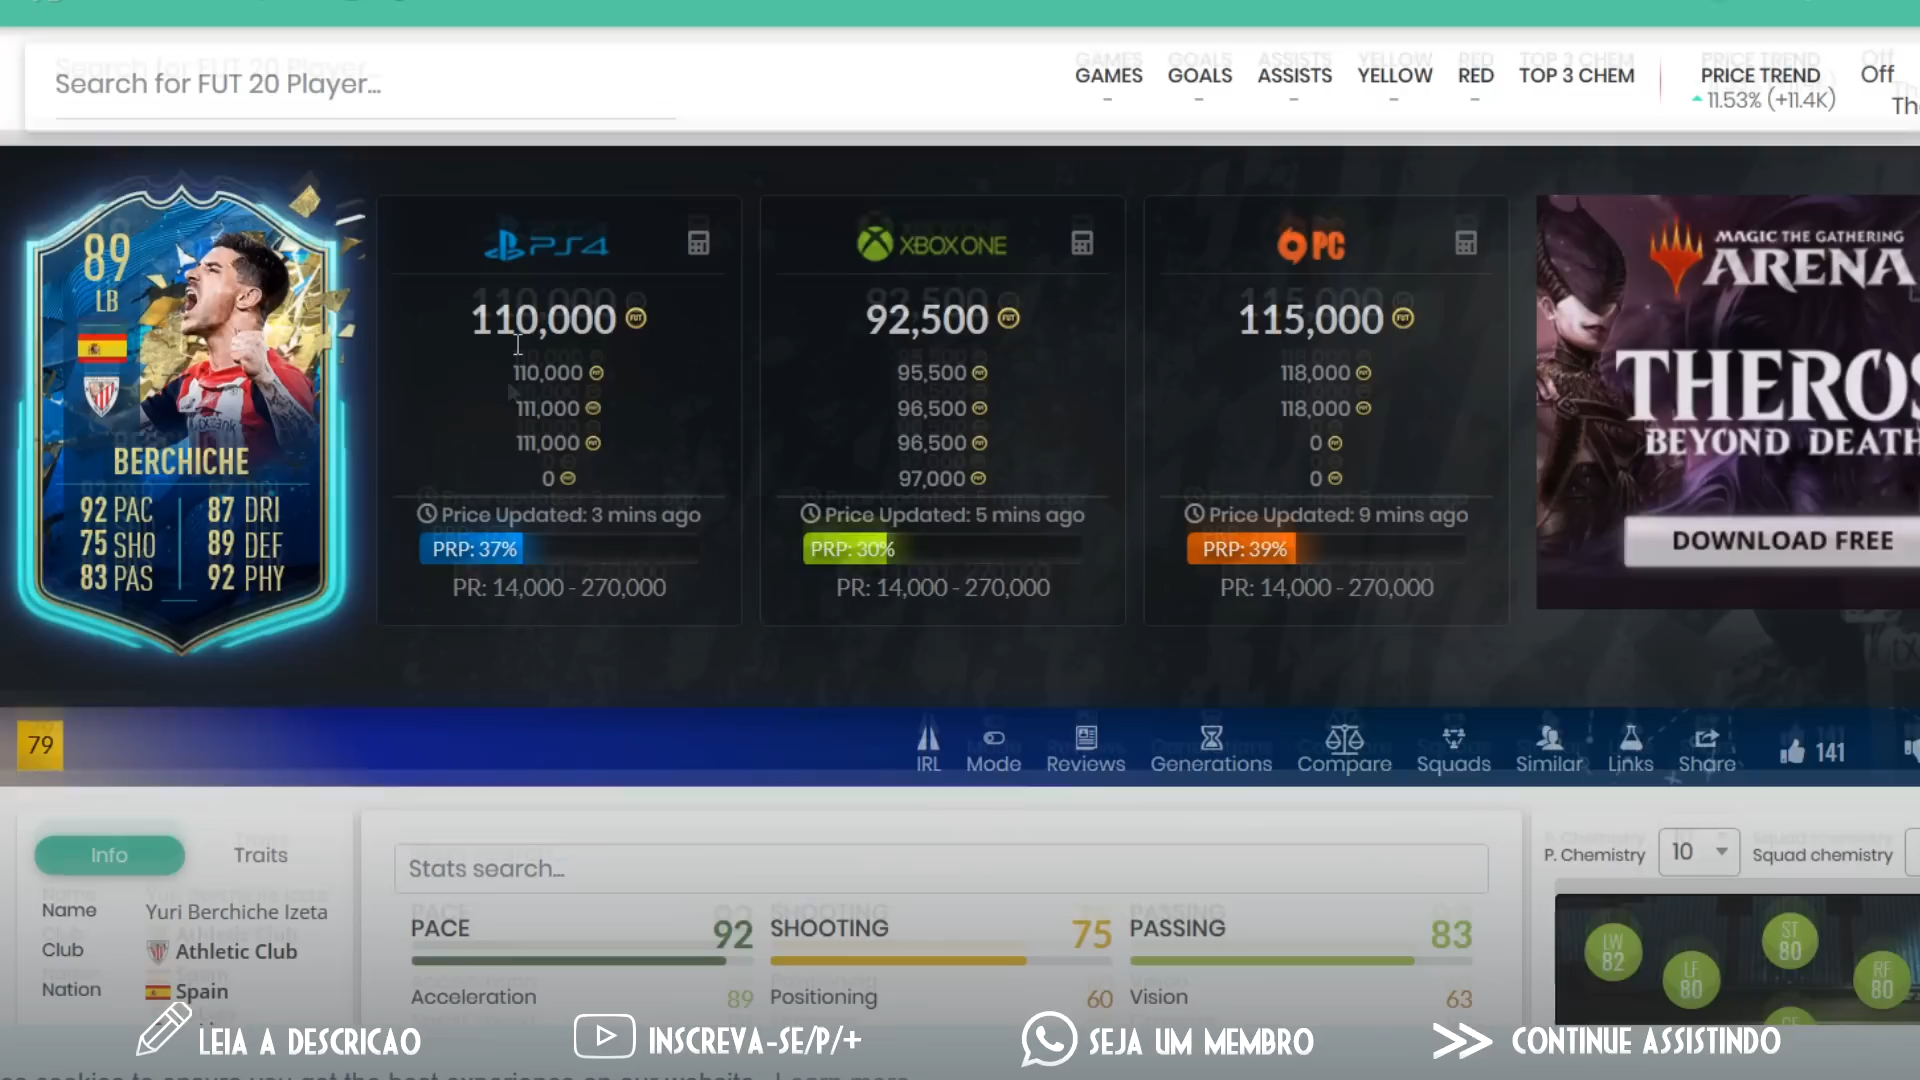 Search for FUT 20 Player...
GAMES GOALS ASSISTS YELLOW RED TOP 3 CHEM PRICE TREND Off
- - - - - 11.53% (+11.4K)
89
LB
BERCHICHE
92 PAC 87 DRI
75 SHO 89 DEF
83 PAS 92 PHY
PS4
110,000
110,000
111,000
111,000
0
Price Updated: 3 mins ago
PRP: 37%
PR: 14,000 - 270,000
XBOX ONE
92,500
95,500
96,500
96,500
97,000
Price Updated: 5 mins ago
PRP: 30%
PR: 14,000 - 270,000
PC
115,000
118,000
118,000
0
0
Price Updated: 9 mins ago
PRP: 39%
PR: 14,000 - 270,000
MAGIC THE GATHERING
ARENA
THEROS
BEYOND DEATH
DOWNLOAD FREE
79
IRL Mode Reviews Generations Compare Squads Similar Links Share 141
Info Traits
Name Yuri Berchiche Izeta
Club Athletic Club
Nation Spain
Stats search...
PACE 92 SHOOTING 75 PASSING 83
Acceleration 89 Positioning 60 Vision 63
P. Chemistry 10 Squad chemistry
LW 82
LF 80
ST 80
RF 80
LEIA A DESCRICAO
INSCREVA-SE/P/+
SEJA UM MEMBRO
CONTINUE ASSISTINDO